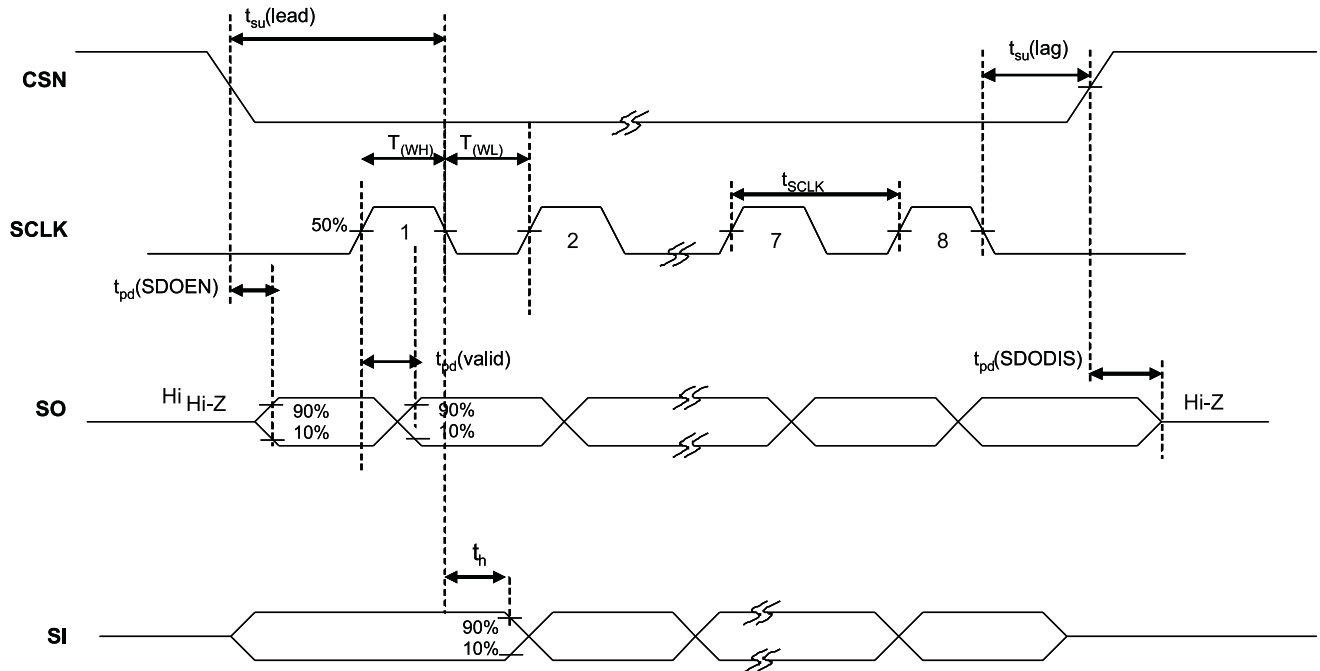 tsu(lead)
tsu(lag)
CSN
T(WH)
T(WL)
tSCLK
50%
SCLK
1
2
7
8
tpd(SDOEN)
tpd(valid)
tpd(SDODIS)
Hi Hi-Z
Hi-Z
SO
90%
10%
90%
10%
th
SI
90%
10%